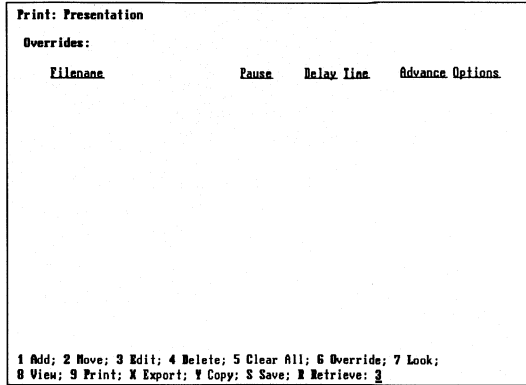 Print: Presentation
Overrides:
Filename Pause Delay Time Advance Options
1 Add; 2 Move; 3 Edit; 4 Delete; 5 Clear All; 6 Override; 7 Look;
8 View; 9 Print; X Export; Y Copy; S Save; R Retrieve: 3